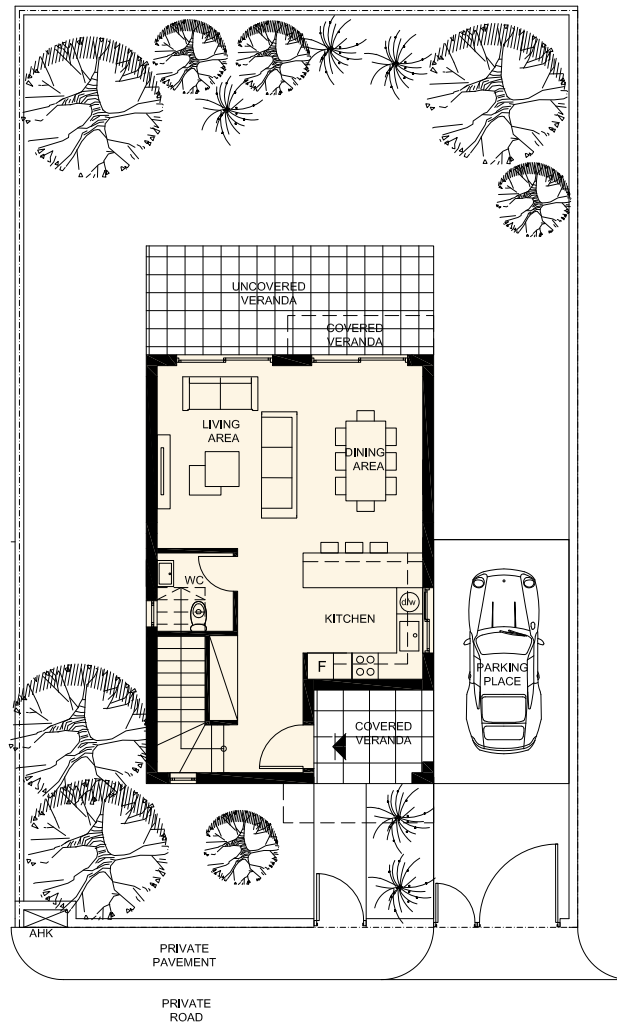 UNCOVERED
VERANDA
COVERED
VERANDA
LIVING
AREA
DINING
AREA
WC
KITCHEN
d/w
F
PARKING
PLACE
COVERED
VERANDA
AHK
PRIVATE
PAVEMENT
PRIVATE
ROAD